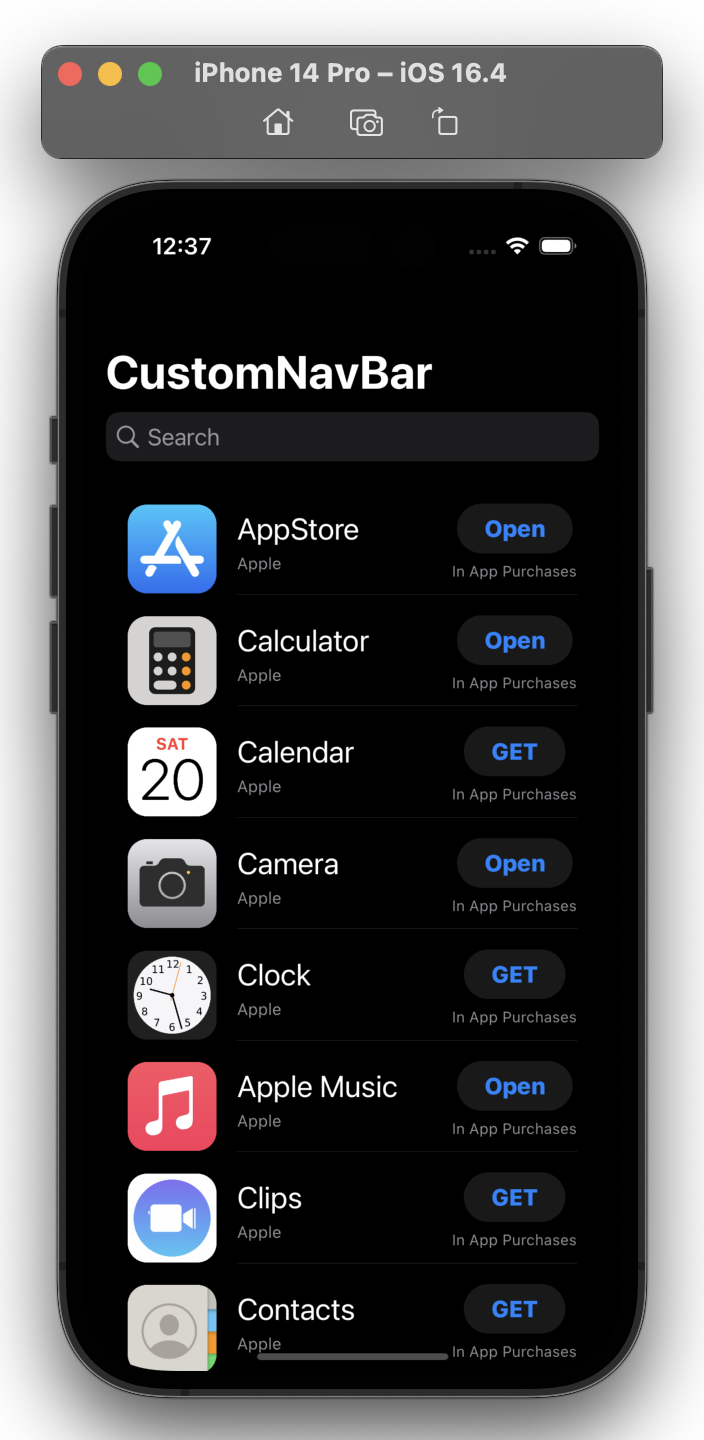 iPhone 14 Pro – iOS 16.4
12:37
CustomNavBar
Search
AppStore
Open
Apple
In App Purchases
Calculator
Open
Apple
In App Purchases
SAT
20
Calendar
GET
Apple
In App Purchases
Camera
Open
Apple
In App Purchases
12
11 1
10 2
9 3
8 4
7 5
6
Clock
GET
Apple
In App Purchases
Apple Music
Open
Apple
In App Purchases
Clips
GET
Apple
In App Purchases
Contacts
GET
Apple
In App Purchases